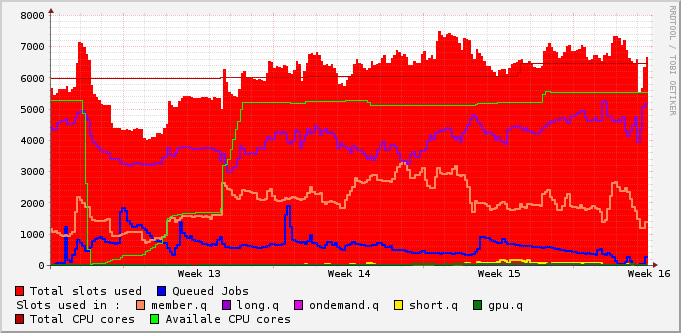 8000
7000
6000
5000
4000
3000
2000
1000
0
Week 13 Week 14 Week 15 Week 16
RRDTOOL / TOBI OETIKER
Total slots used Queued Jobs
Slots used in : member.q long.q ondemand.q short.q gpu.q
Total CPU cores Availale CPU cores